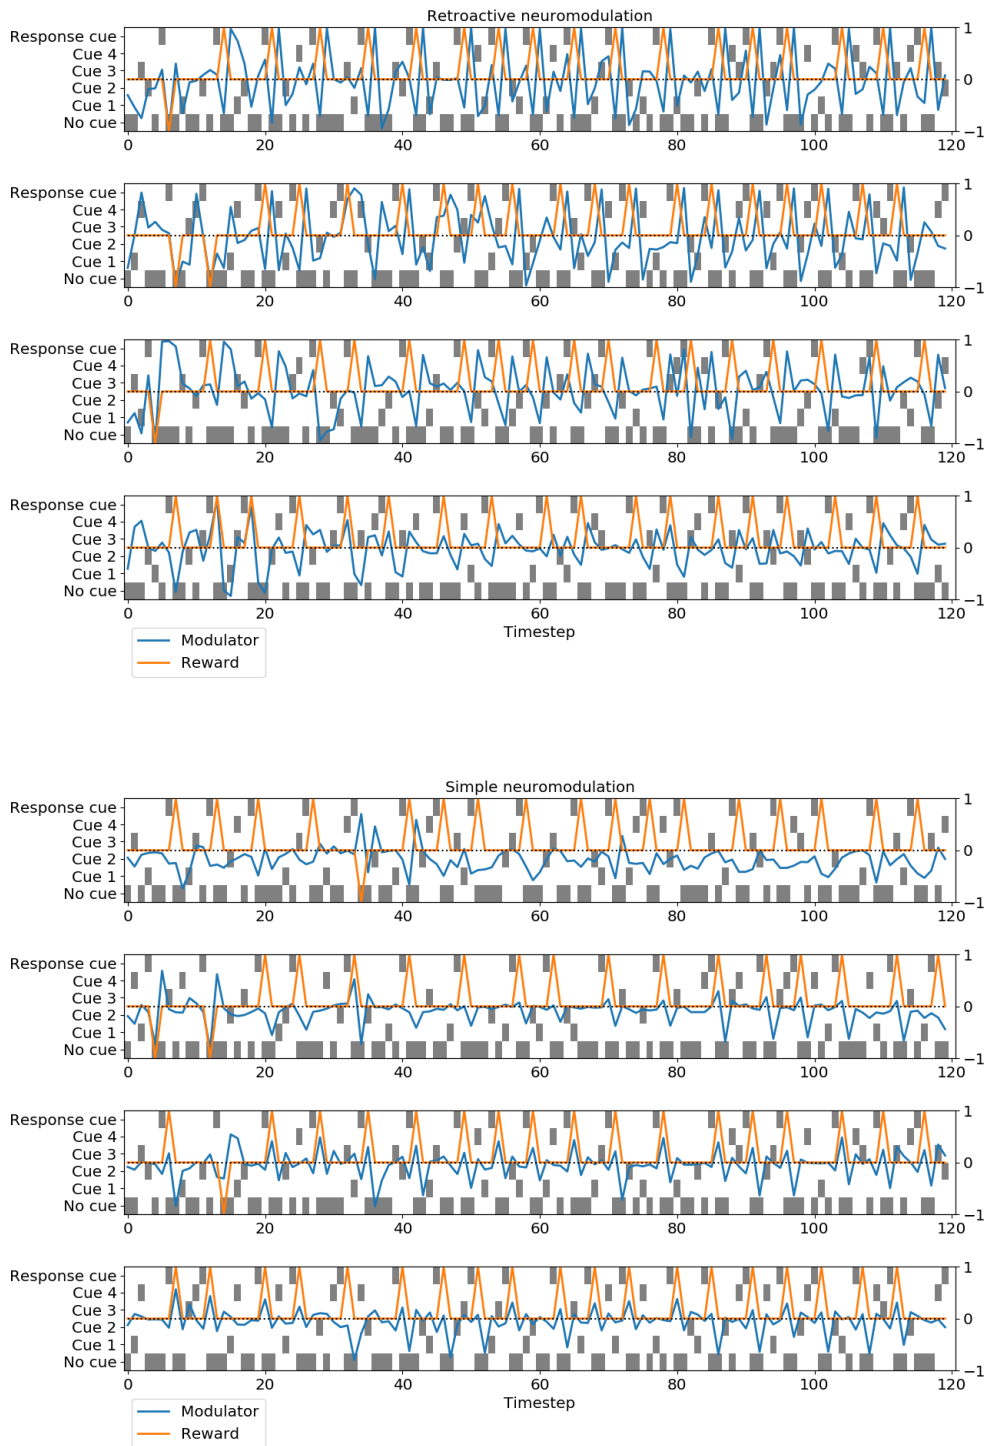 Retroactive neuromodulation
Response cue
Cue 4
Cue 3
Cue 2
Cue 1
No cue
1
0
−1
0 20 40 60 80 100 120
Response cue
Cue 4
Cue 3
Cue 2
Cue 1
No cue
1
0
−1
0 20 40 60 80 100 120
Response cue
Cue 4
Cue 3
Cue 2
Cue 1
No cue
1
0
−1
0 20 40 60 80 100 120
Response cue
Cue 4
Cue 3
Cue 2
Cue 1
No cue
1
0
−1
0 20 40 60 80 100 120
Timestep
Modulator
Reward
Simple neuromodulation
Response cue
Cue 4
Cue 3
Cue 2
Cue 1
No cue
1
0
−1
0 20 40 60 80 100 120
Response cue
Cue 4
Cue 3
Cue 2
Cue 1
No cue
1
0
−1
0 20 40 60 80 100 120
Response cue
Cue 4
Cue 3
Cue 2
Cue 1
No cue
1
0
−1
0 20 40 60 80 100 120
Response cue
Cue 4
Cue 3
Cue 2
Cue 1
No cue
1
0
−1
0 20 40 60 80 100 120
Timestep
Modulator
Reward